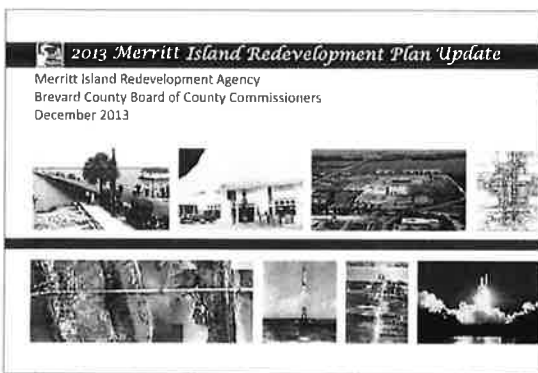 2013 Merritt Island Redevelopment Plan Update
Merritt Island Redevelopment Agency
Brevard County Board of County Commissioners
December 2013